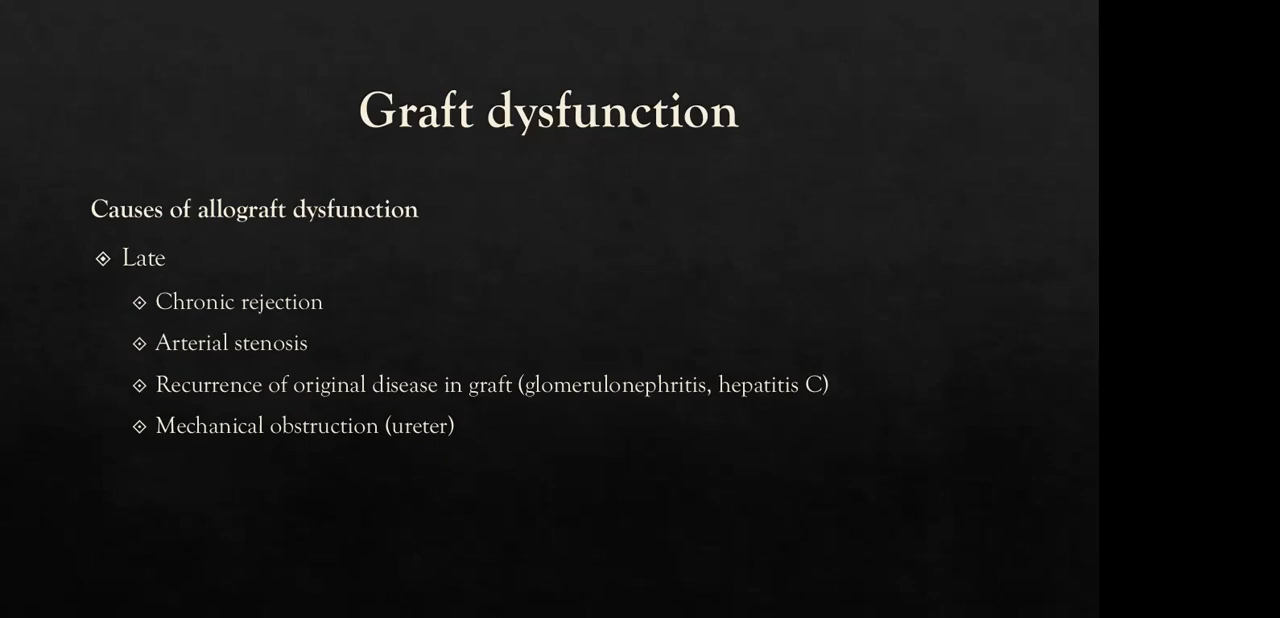 Graft dysfunction
Causes of allograft dysfunction
Late
Chronic rejection
Arterial stenosis
Recurrence of original disease in graft (glomerulonephritis, hepatitis C)
Mechanical obstruction (ureter)